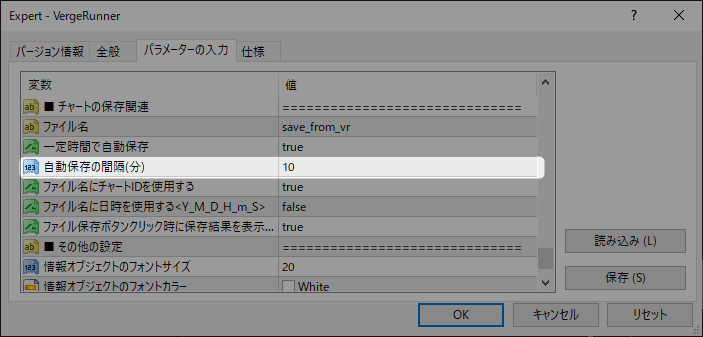 Expert - VergeRunner
バージョン情報 全般 パラメーターの入力 仕様
変数 値
ab ■ チャートの保存関連 ==============================
ab ファイル名 save_from_vr
一定時間で自動保存 true
123 自動保存の間隔(分) 10
ファイル名にチャートIDを使用する true
ファイル名に日時を使用する<Y_M_D_H_m_S> false
ファイル保存ボタンクリック時に保存結果を表示... true
ab ■ その他の設定 ==============================
123 情報オブジェクトのフォントサイズ 20
情報オブジェクトのフォントカラー White
読み込み (L)
保存 (S)
OK キャンセル リセット